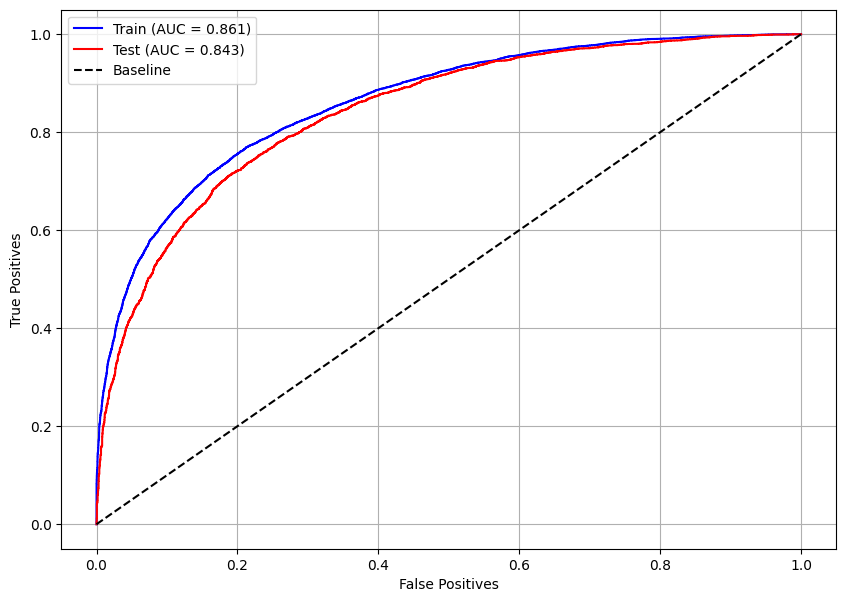 Train (AUC = 0.861)
Test (AUC = 0.843)
Baseline
1.0
0.8
0.6
0.4
0.2
0.0
True Positives
0.0 0.2 0.4 0.6 0.8 1.0
False Positives